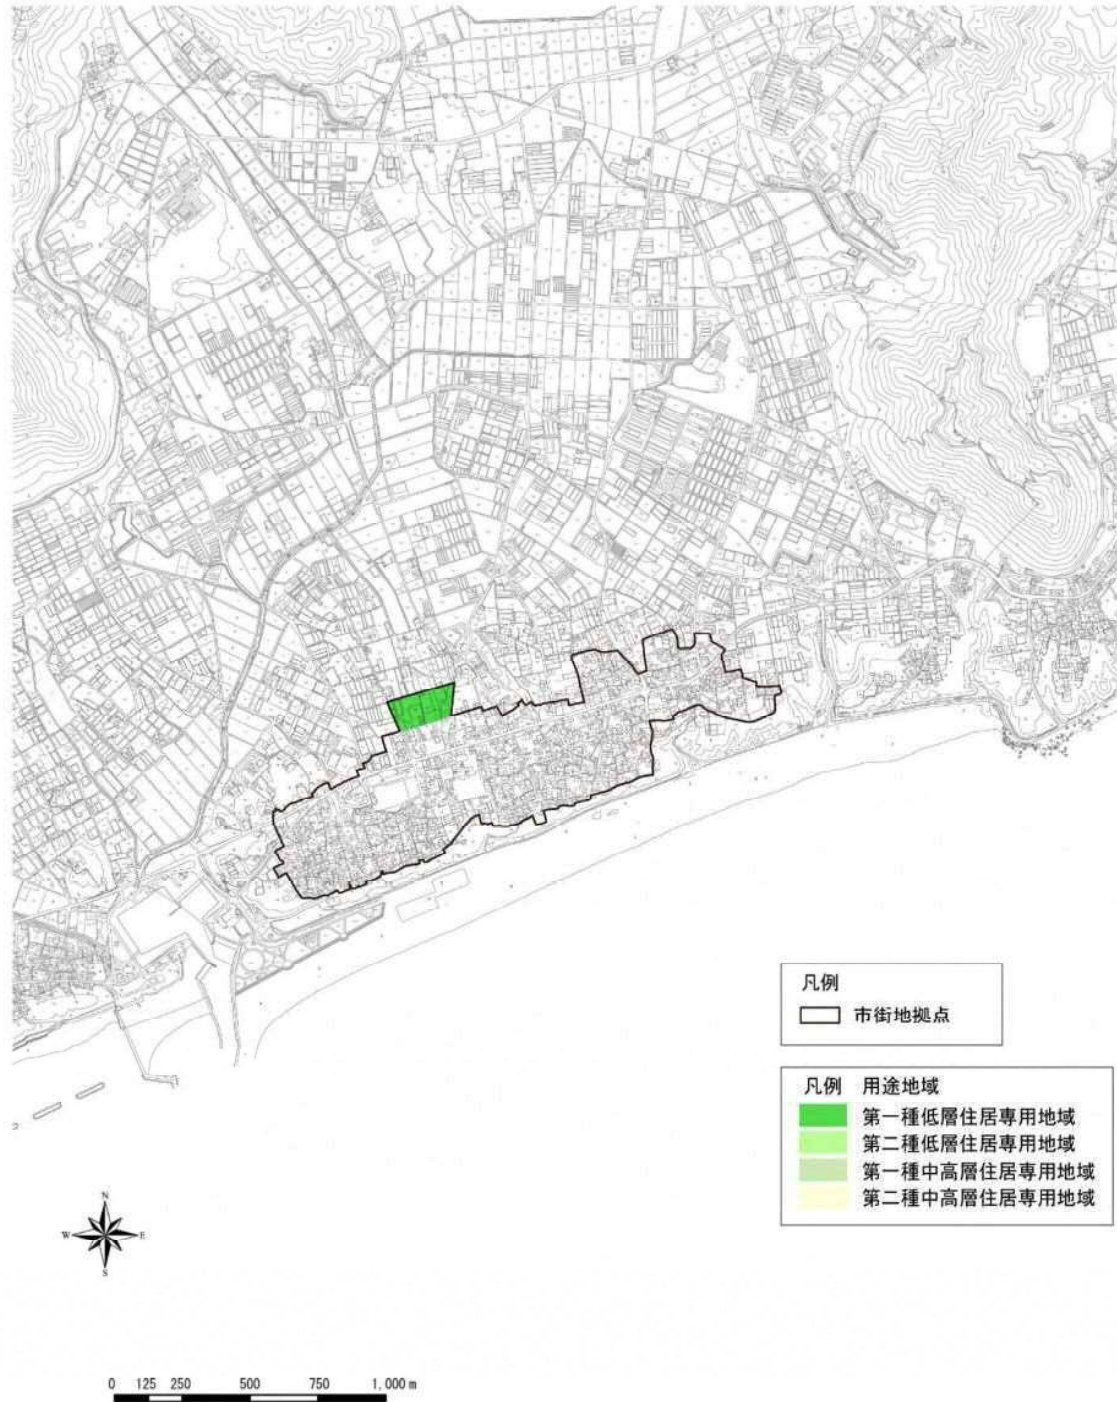 凡例
市街地拠点
凡例 用途地域
第一種低層住居専用地域
第二種低層住居専用地域
第一種中高層住居専用地域
第二種中高層住居専用地域
N
W E
S
0 125 250 500 750 1,000 m